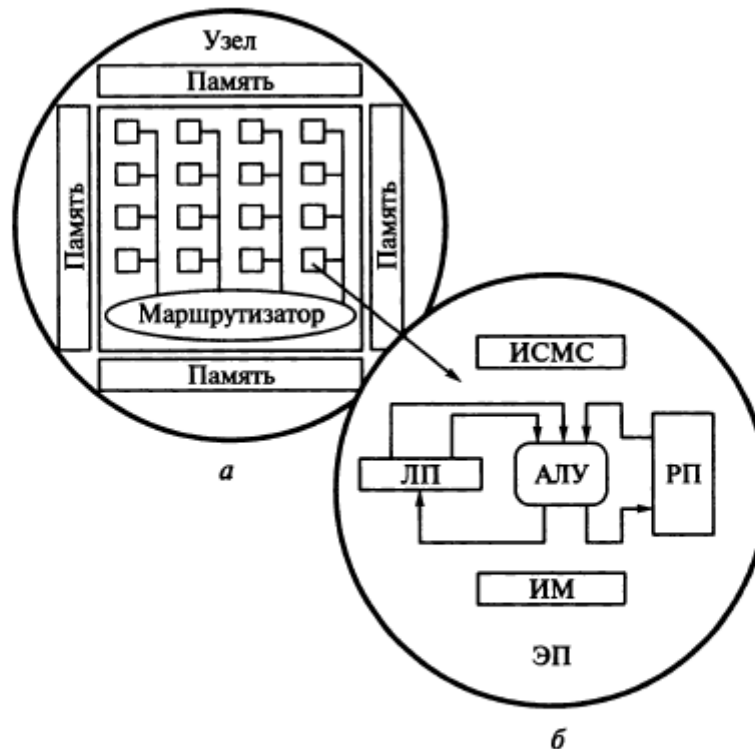 Узел
Память
Память
Память
Маршрутизатор
Память
а
ИСМС
ЛП
АЛУ
РП
ИМ
ЭП
б